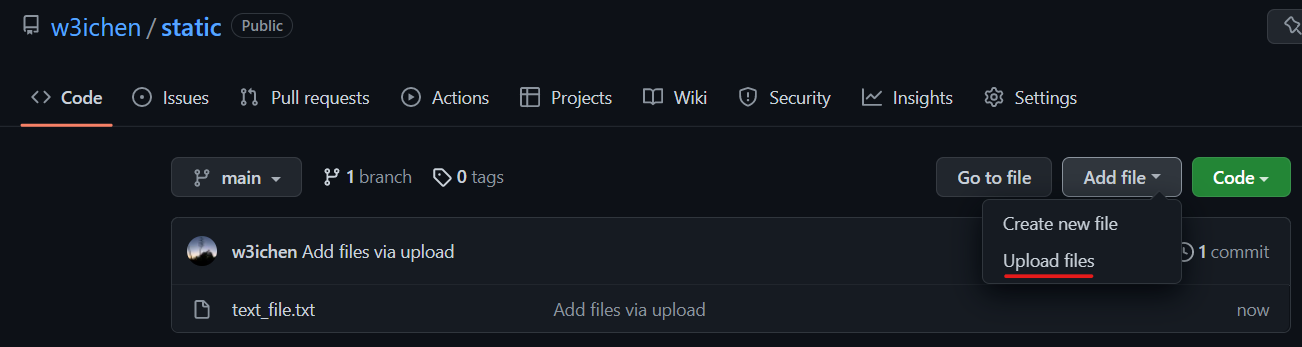 w3ichen / static Public
Code Issues Pull requests Actions Projects Wiki Security Insights Settings
main 1 branch 0 tags Go to file Add file Code
Create new file
w3ichen Add files via upload 1 commit
Upload files
text_file.txt Add files via upload now